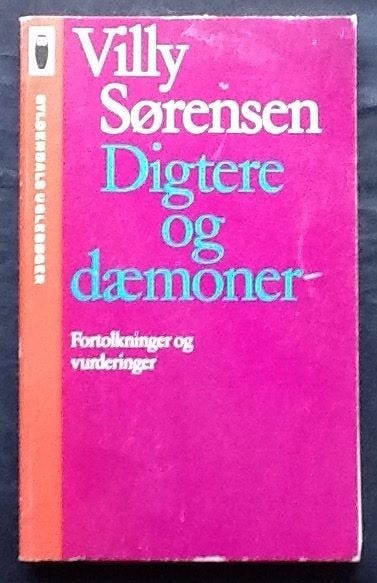 Villy
Sørensen
Digtere
og
dæmoner
Fortolkninger og
vurderinger
GYLDENDALS UGLEBØGER